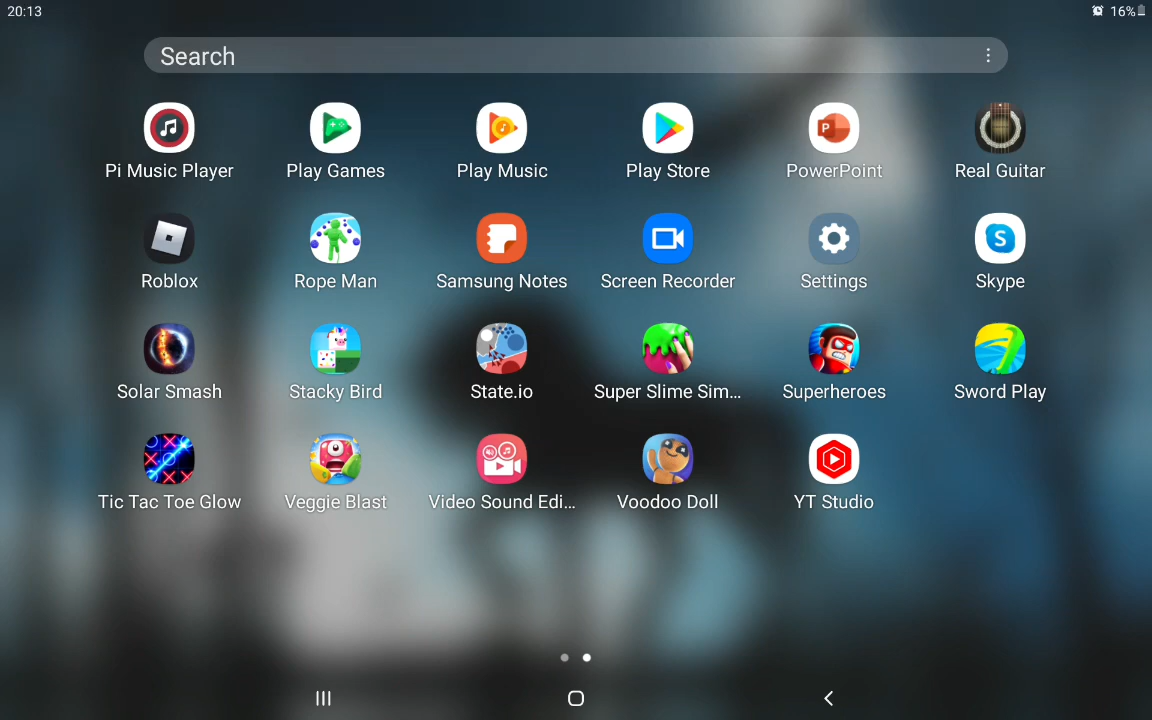 20:13
16%
Search
Pi Music Player
Play Games
Play Music
Play Store
PowerPoint
Real Guitar
Roblox
Rope Man
Samsung Notes
Screen Recorder
Settings
Skype
Solar Smash
Stacky Bird
State.io
Super Slime Sim...
Superheroes
Sword Play
Tic Tac Toe Glow
Veggie Blast
Video Sound Edi...
Voodoo Doll
YT Studio